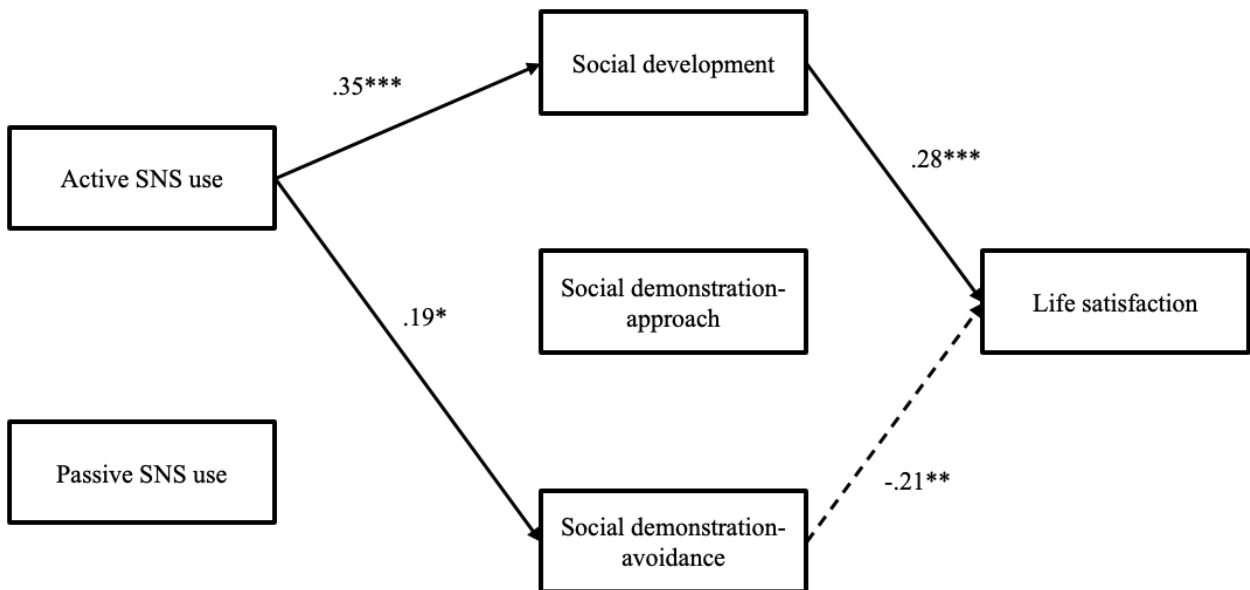 Social development
.35***
Active SNS use
.28***
Social demonstration-
approach
Life satisfaction
.19*
Passive SNS use
-.21**
Social demonstration-
avoidance